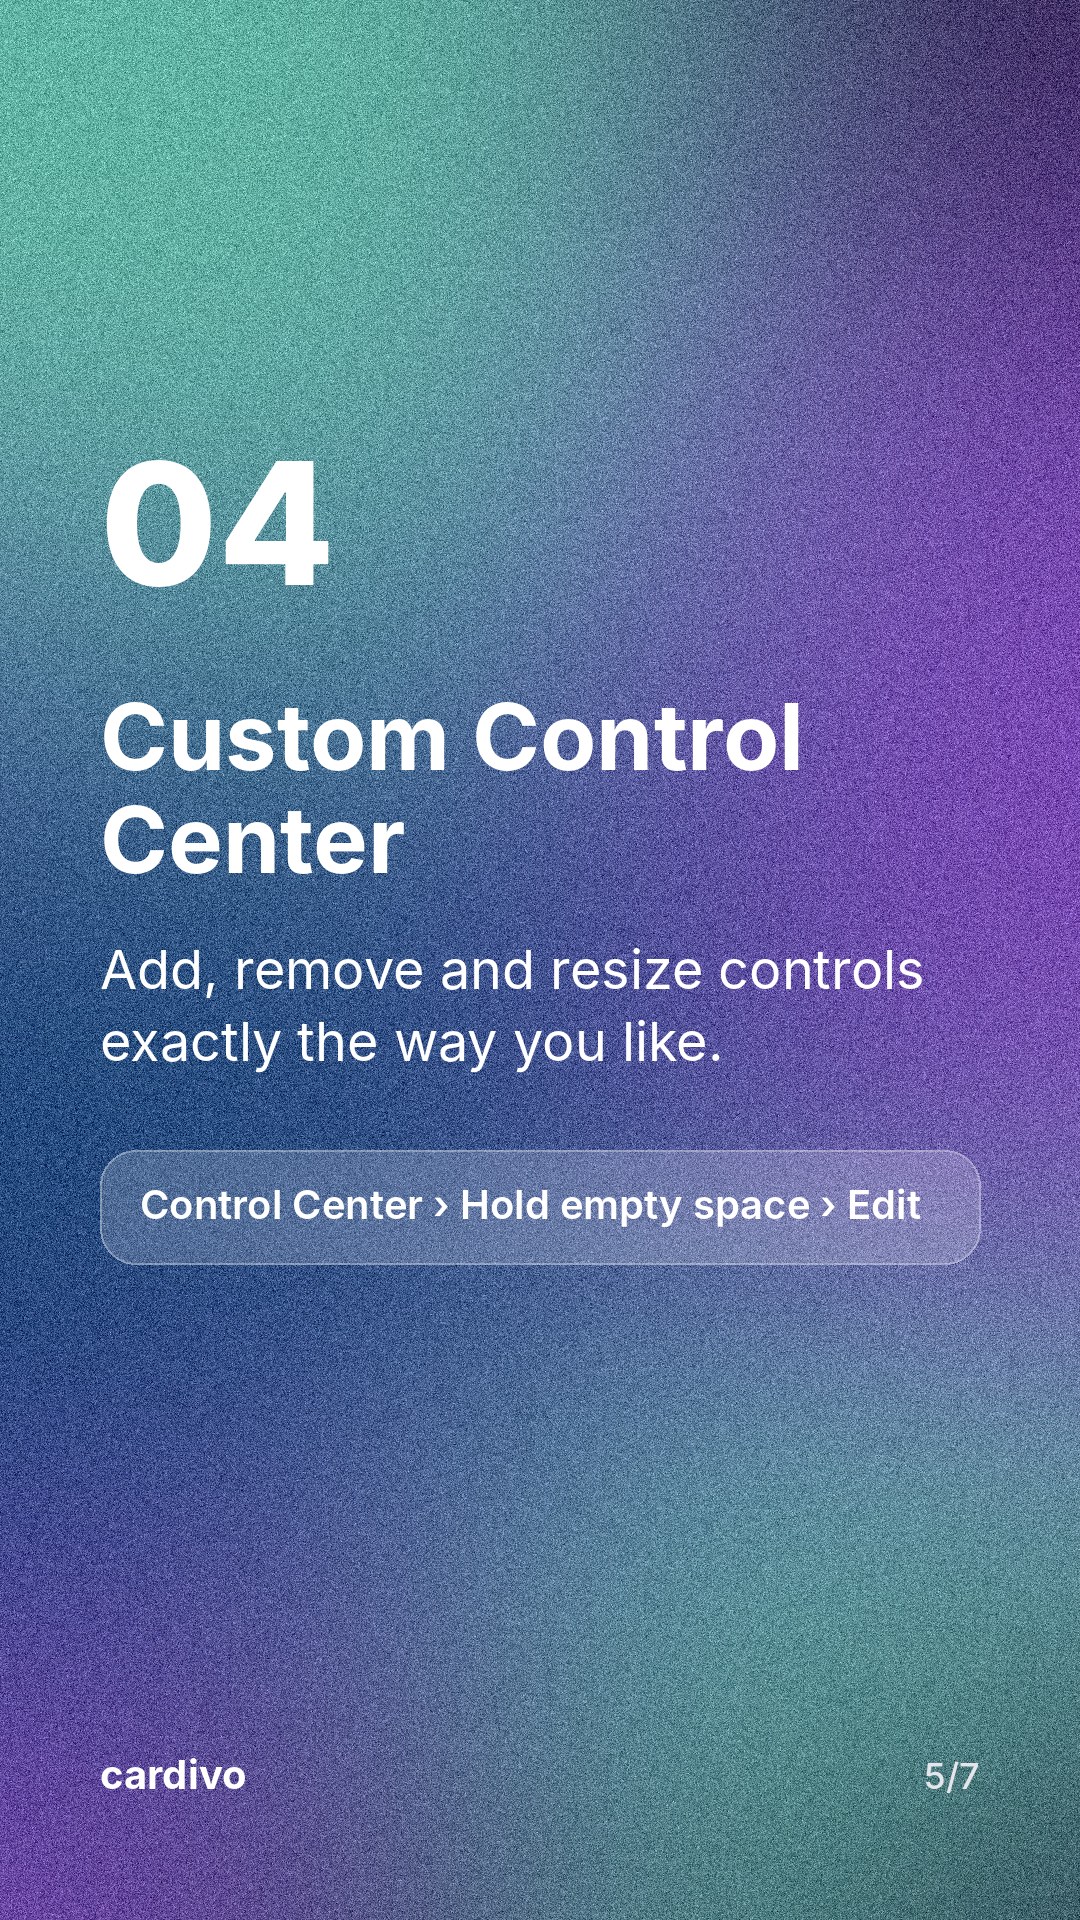 04
Custom Control
Center
Add, remove and resize controls
exactly the way you like.
Control Center › Hold empty space › Edit
cardivo
5/7